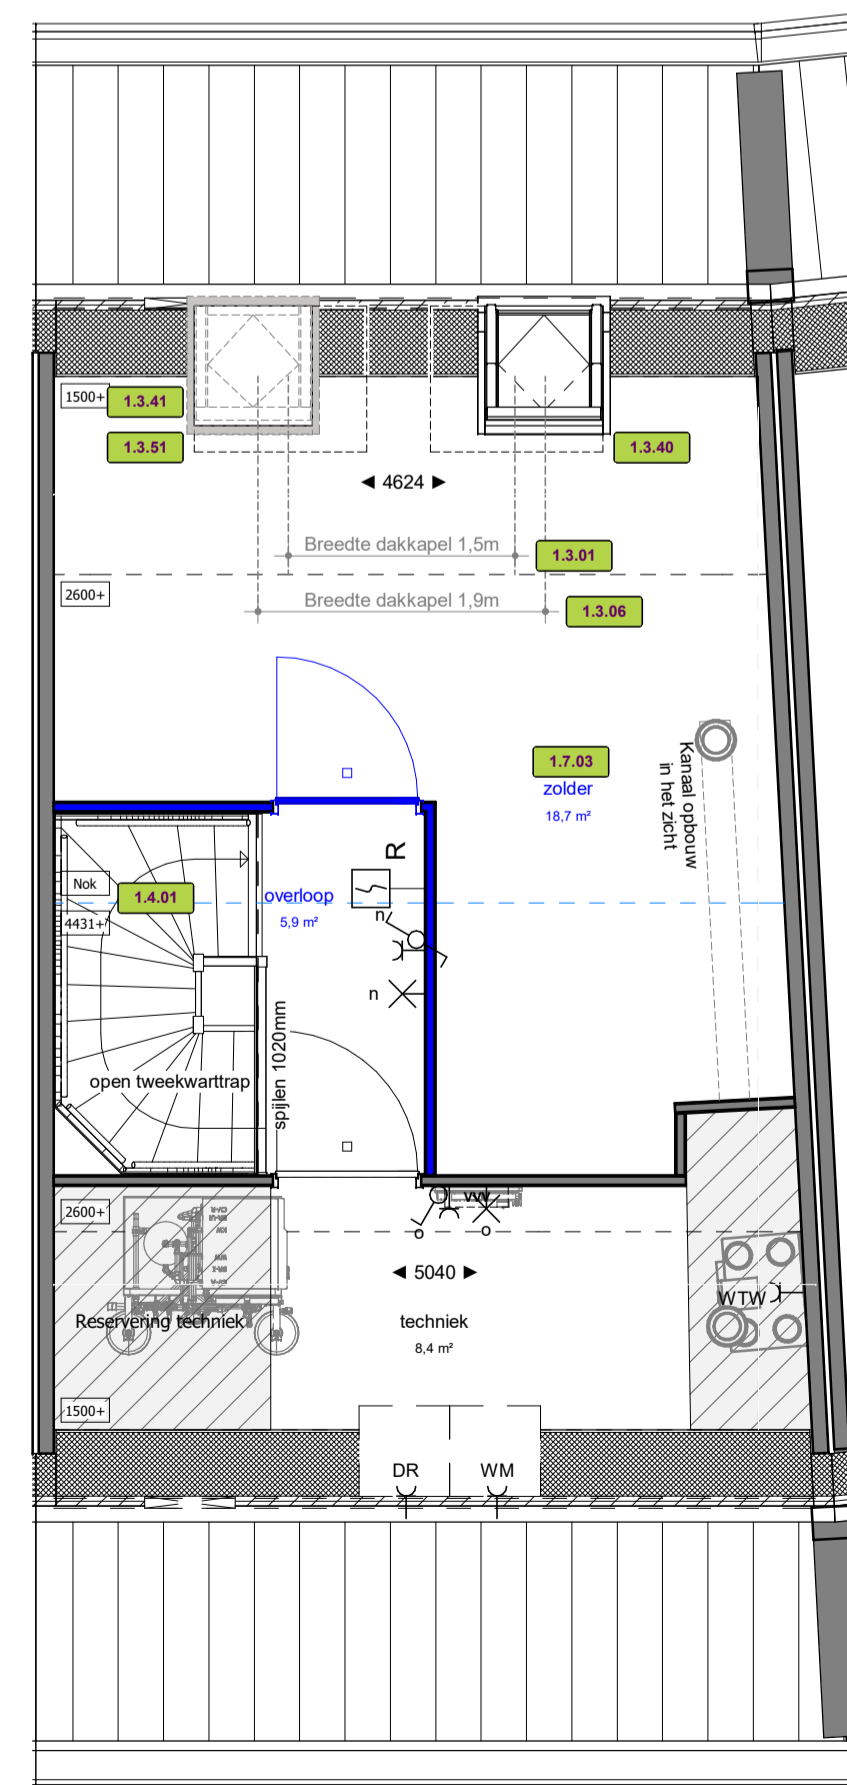 1500+
1.3.41
1.3.51
1.3.40
◄ 4624 ►
Breedte dakkapel 1,5m
1.3.01
2600+
Breedte dakkapel 1,9m
1.3.06
Kanaal opbouw
in het zicht
1.7.03
zolder
18,7 m²
R
Nok
1.4.01
4431+
overloop
5,9 m²
n
n
spijlen 1020mm
open tweekwarttrap
2600+
vvv
o
o
◄ 5040 ►
WTW
Reservering techniek
techniek
8,4 m²
1500+
DR
WM